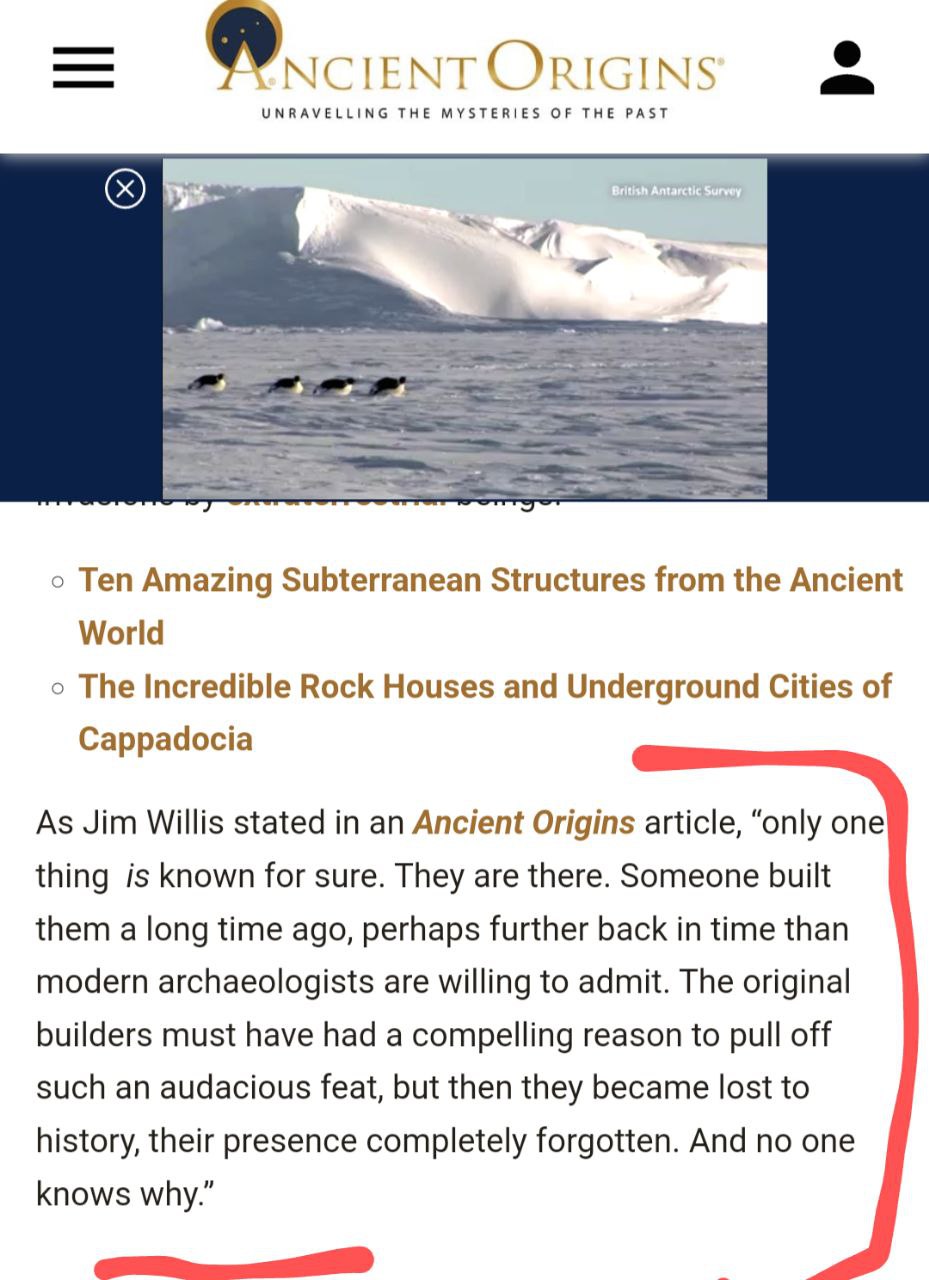 ANCIENT ORIGINS®
UNRAVELLING THE MYSTERIES OF THE PAST
British Antarctic Survey
invasions by extraterrestrial beings.
Ten Amazing Subterranean Structures from the Ancient
World
The Incredible Rock Houses and Underground Cities of
Cappadocia
As Jim Willis stated in an Ancient Origins article, “only one
thing is known for sure. They are there. Someone built
them a long time ago, perhaps further back in time than
modern archaeologists are willing to admit. The original
builders must have had a compelling reason to pull off
such an audacious feat, but then they became lost to
history, their presence completely forgotten. And no one
knows why.”